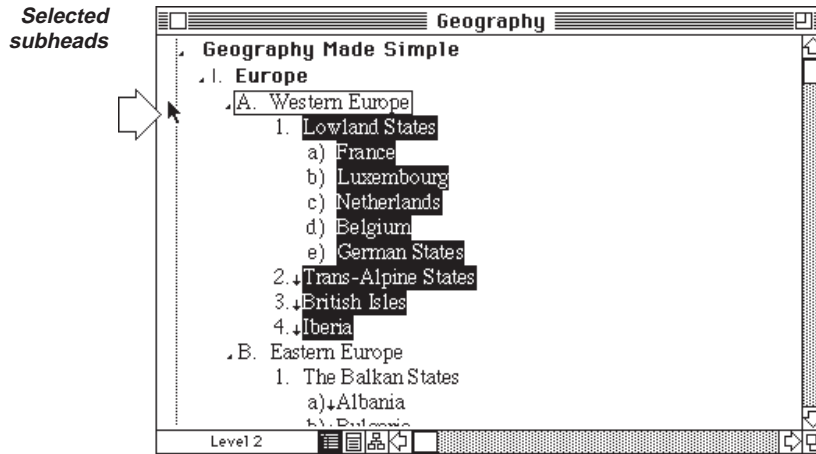 Selected
subheads
Geography
Geography Made Simple
I. Europe
A. Western Europe
1. Lowland States
a) France
b) Luxembourg
c) Netherlands
d) Belgium
e) German States
2. Trans-Alpine States
3. British Isles
4. Iberia
B. Eastern Europe
1. The Balkan States
a) Albania
b) Bulgaria
Level 2